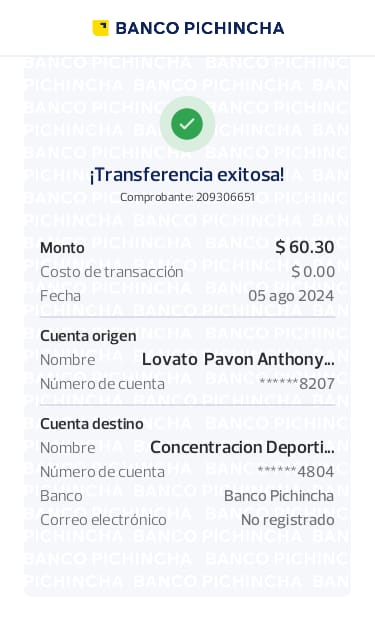 BANCO PICHINCHA
¡Transferencia exitosa!
Comprobante: 209306651
Monto $ 60.30
Costo de transacción $ 0.00
Fecha 05 ago 2024
Cuenta origen
Nombre Lovato Pavon Anthony...
Número de cuenta ******8207
Cuenta destino
Nombre Concentracion Deporti...
Número de cuenta ******4804
Banco Banco Pichincha
Correo electrónico No registrado